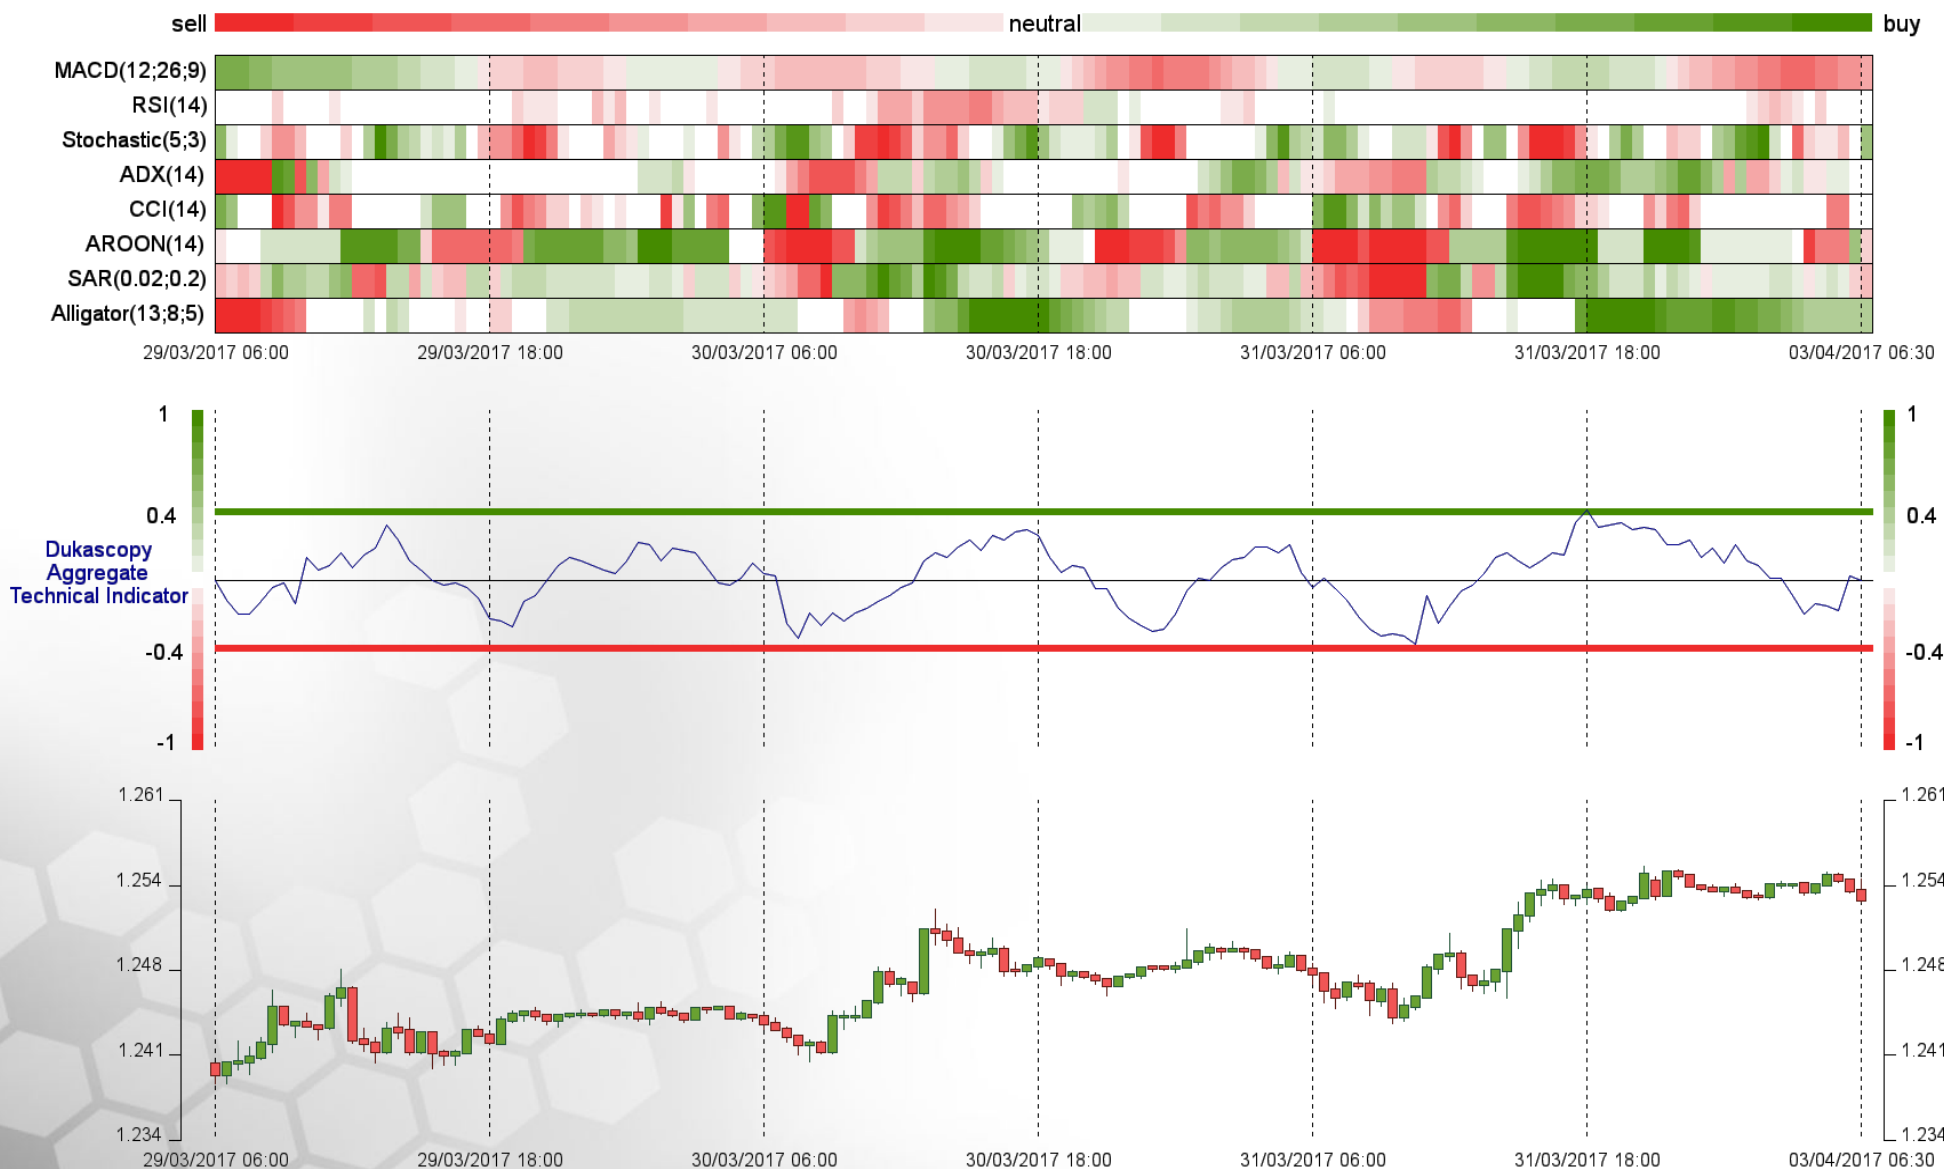 sell neutral buy
MACD(12;26;9)
RSI(14)
Stochastic(5;3)
ADX(14)
CCI(14)
AROON(14)
SAR(0.02;0.2)
Alligator(13;8;5)
29/03/2017 06:00 29/03/2017 18:00 30/03/2017 06:00 30/03/2017 18:00 31/03/2017 06:00 31/03/2017 18:00 03/04/2017 06:30
1 1
0.4 0.4
Dukascopy
Aggregate
Technical Indicator
-0.4 -0.4
-1 -1
1.261 1.261
1.254 1.254
1.248 1.248
1.241 1.241
1.234 1.234
29/03/2017 06:00 29/03/2017 18:00 30/03/2017 06:00 30/03/2017 18:00 31/03/2017 06:00 31/03/2017 18:00 03/04/2017 06:30